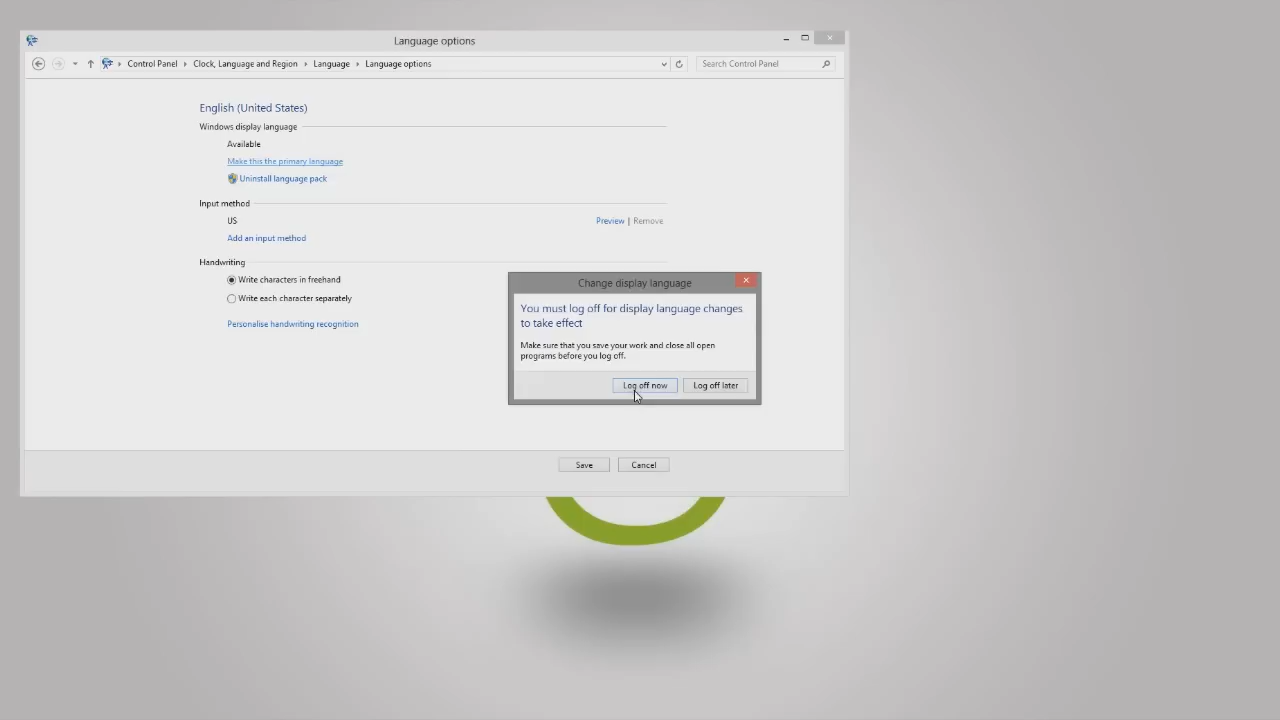 Language options
Control Panel
Clock, Language and Region
Language
Language options
Search Control Panel
English (United States)
Windows display language
Available
Make this the primary language
Uninstall language pack
Input method
US
Preview | Remove
Add an input method
Handwriting
Write characters in freehand
Write each character separately
Personalise handwriting recognition
Change display language
You must log off for display language changes
to take effect
Make sure that you save your work and close all open
programs before you log off.
Log off now
Log off later
Save
Cancel